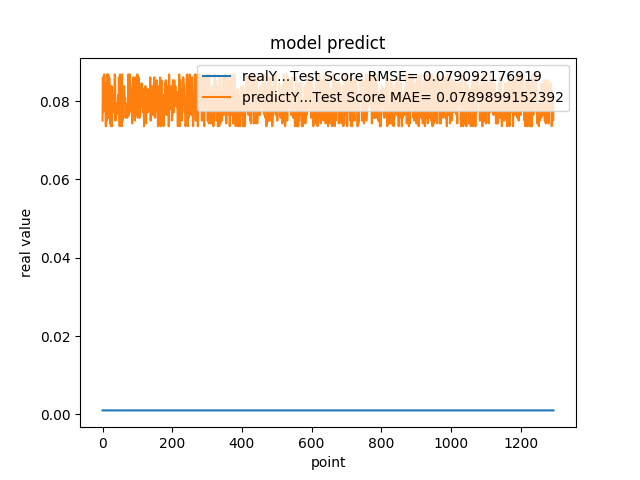 model predict
realY...Test Score RMSE= 0.079092176919
predictY...Test Score MAE= 0.0789899152392
0.08
0.06
0.04
0.02
0.00
real value
0 200 400 600 800 1000 1200
point